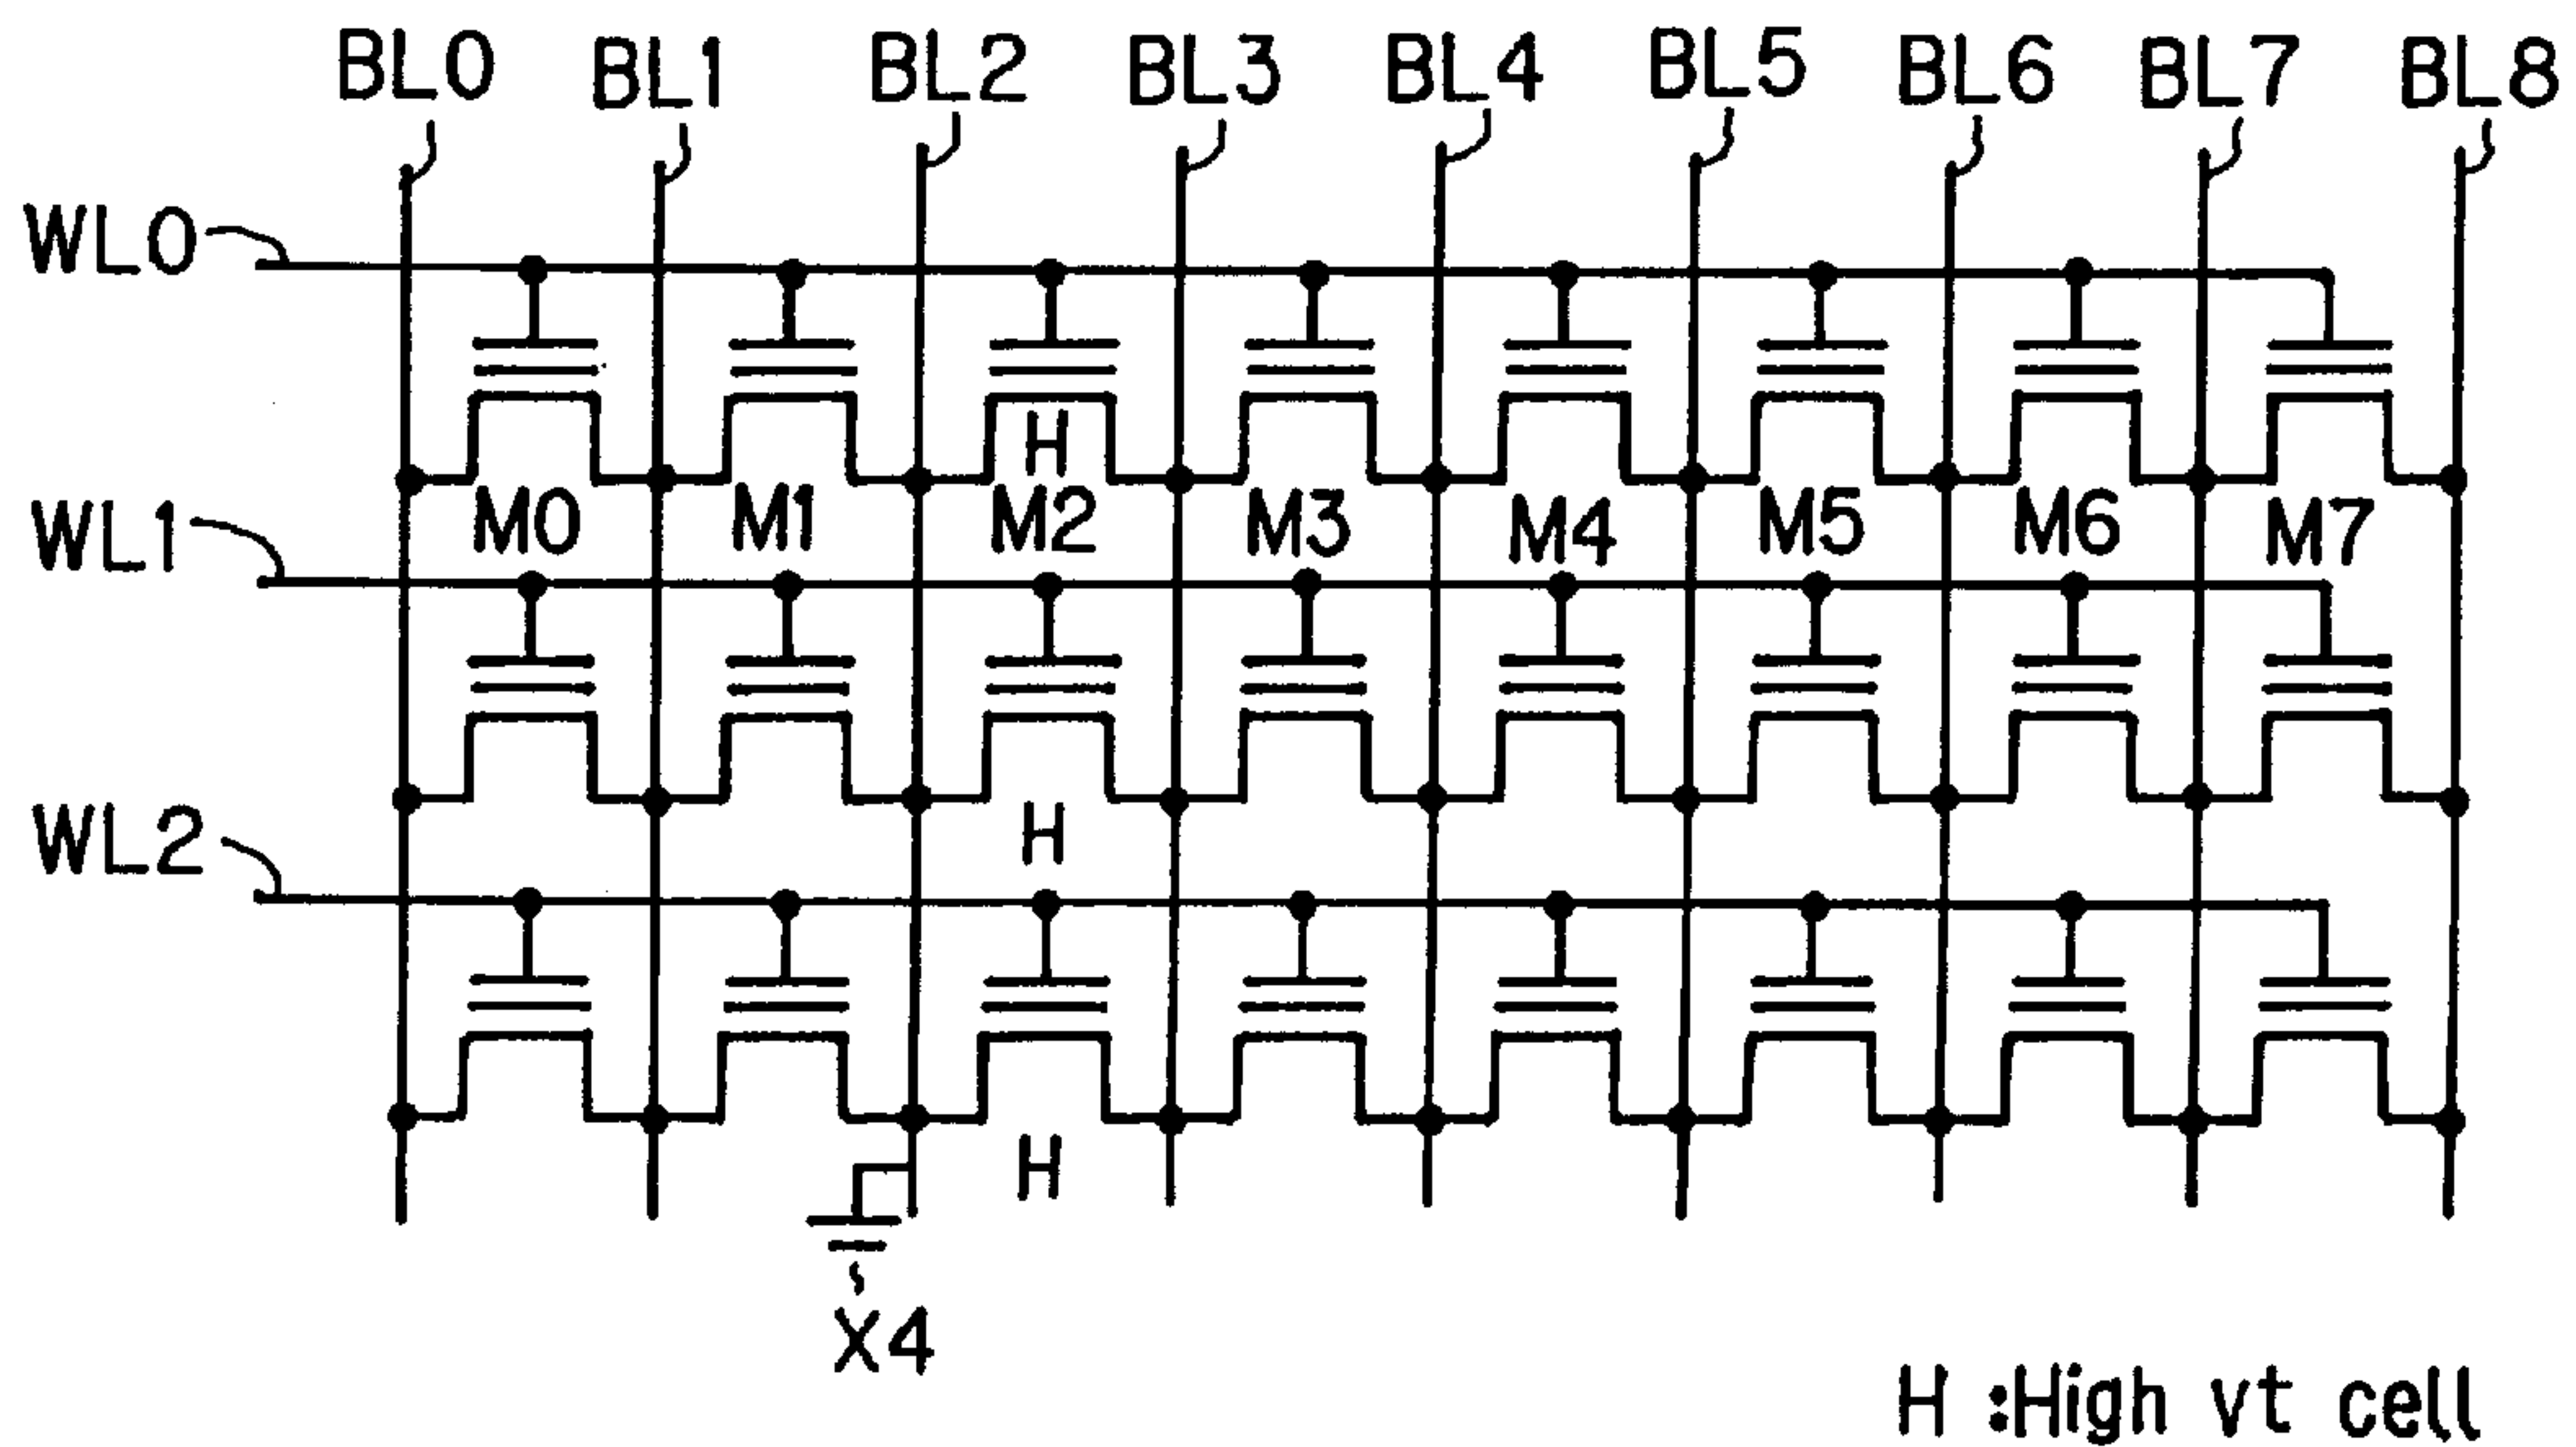 BL0 BL1 BL2 BL3 BL4 BL5 BL6 BL7 BL8
WL0
H
WL1 M0 M1 M2 M3 M4 M5 M6 M7
WL2 H
H
X4
H :High vt cell